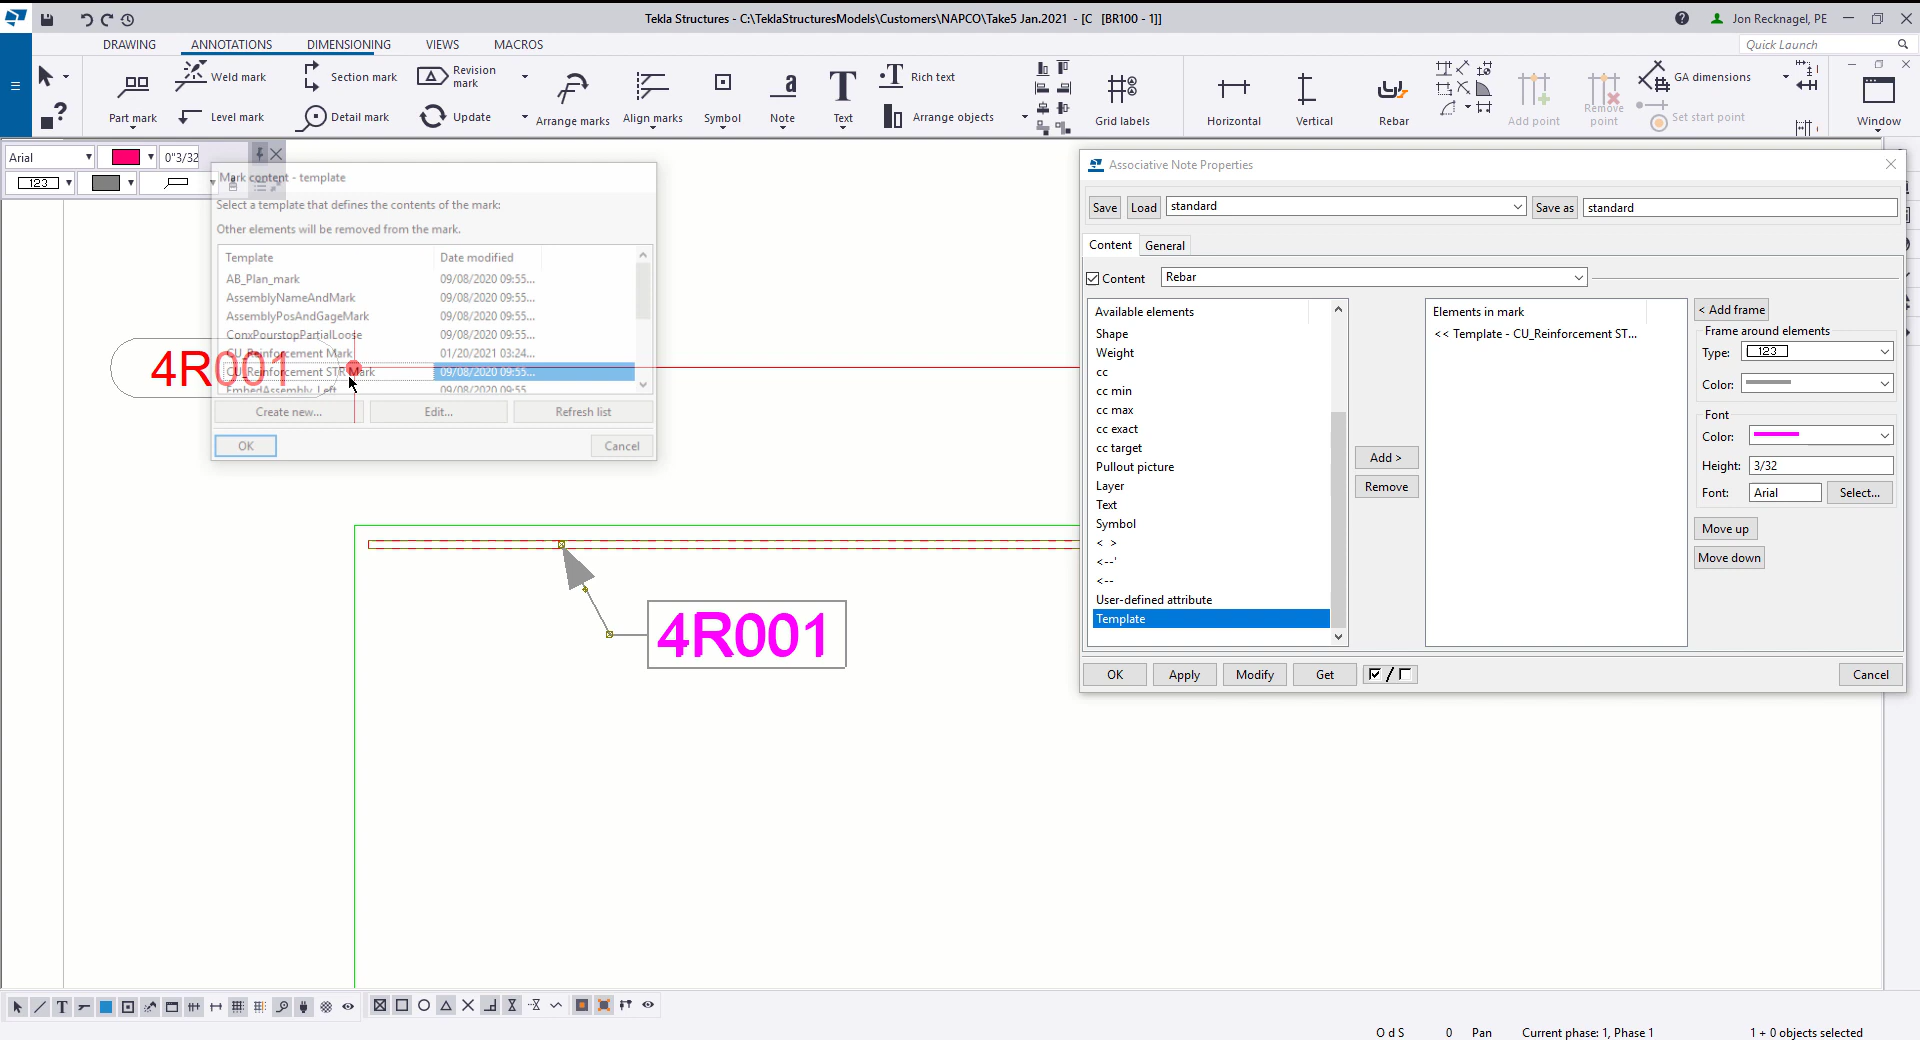 Tekla Structures - C:\TeklaStructuresModels\Customers\NAPCO\Take5 Jan.2021 - [C [BR100 - 1]]
Jon Recknagel, PE
DRAWING ANNOTATIONS DIMENSIONING VIEWS MACROS
Quick Launch
Part mark
Weld mark
Level mark
Section mark
Detail mark
Revision mark
Update
Arrange marks
Align marks
Symbol
Note
Text
Rich text
Arrange objects
Grid labels
Horizontal
Vertical
Rebar
Add point
Remove point
GA dimensions
Set start point
Window
Arial
0"3/32
123
Mark content - template
Select a template that defines the contents of the mark:
Other elements will be removed from the mark.
Template Date modified
AB_Plan_mark 09/08/2020 09:55...
AssemblyNameAndMark 09/08/2020 09:55...
AssemblyPosAndGageMark 09/08/2020 09:55...
ConxPourstopPartialLoose 09/08/2020 09:55...
CU_Reinforcement Mark 01/20/2021 03:24...
CU_Reinforcement STR Mark 09/08/2020 09:55...
EmbedAssembly_Left 09/08/2020 09:55
Create new... Edit... Refresh list
OK Cancel
4R001
4R001
Associative Note Properties
Save Load standard Save as standard
Content General
Content Rebar
Available elements
Shape
Weight
cc
cc min
cc max
cc exact
cc target
Pullout picture
Layer
Text
Symbol
< >
<--'
<--
User-defined attribute
Template
Add >
Remove
Elements in mark
<< Template - CU_Reinforcement ST...
< Add frame
Frame around elements
Type: 123
Color:
Font
Color:
Height: 3/32
Font: Arial Select...
Move up
Move down
OK Apply Modify Get / Cancel
O d S 0 Pan Current phase: 1, Phase 1 1 + 0 objects selected